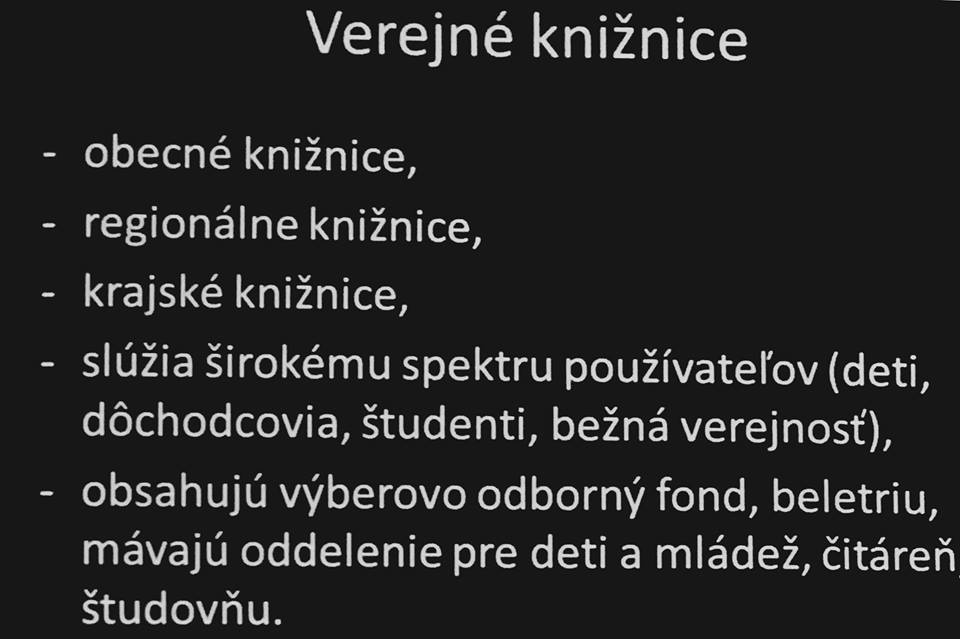 Verejné knižnice
- obecné knižnice,
- regionálne knižnice,
- krajské knižnice,
- slúžia širokému spektru používateľov (deti,
dôchodcovia, študenti, bežná verejnosť),
- obsahujú výberovo odborný fond, beletriu,
mávajú oddelenie pre deti a mládež, čitáreň,
študovňu.